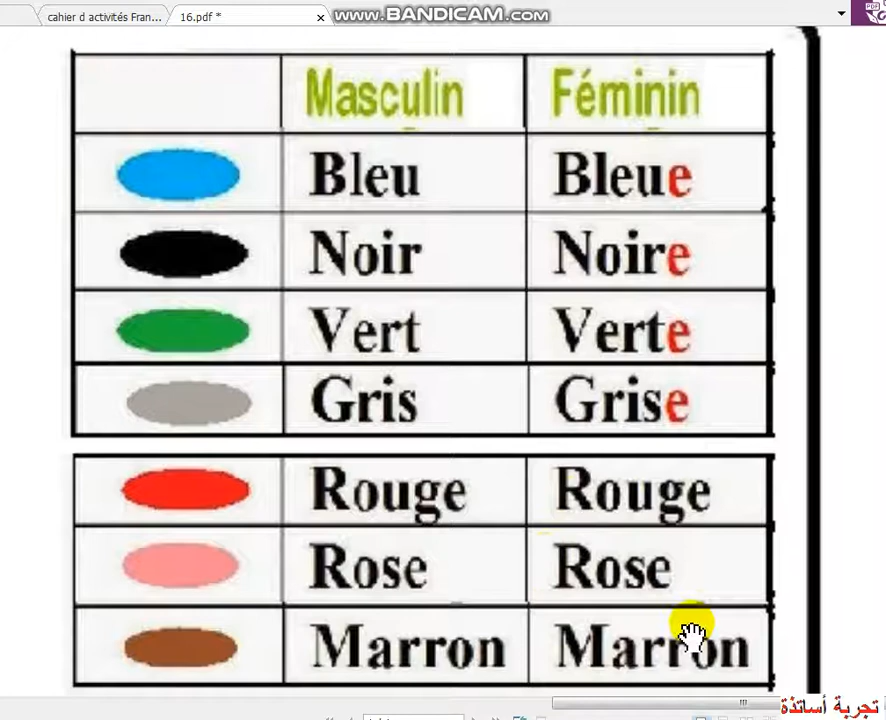 cahier d activités Fran...
16.pdf *
www.BANDICAM.com
PDF
Masculin Féminin
Bleu Bleue
Noir Noire
Vert Verte
Gris Grise
Rouge Rouge
Rose Rose
Marron Marron
تجربة أساتذة